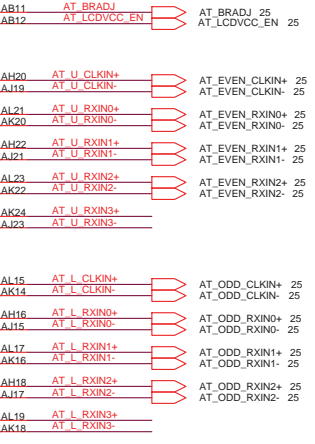 AB11 AT_BRADJ AT_BRADJ 25
AB12 AT_LCDVCC_EN AT_LCDVCC_EN 25
AH20 AT_U_CLKIN+ AT_EVEN_CLKIN+ 25
AJ19 AT_U_CLKIN- AT_EVEN_CLKIN- 25
AL21 AT_U_RXIN0+ AT_EVEN_RXIN0+ 25
AK20 AT_U_RXIN0- AT_EVEN_RXIN0- 25
AH22 AT_U_RXIN1+ AT_EVEN_RXIN1+ 25
AJ21 AT_U_RXIN1- AT_EVEN_RXIN1- 25
AL23 AT_U_RXIN2+ AT_EVEN_RXIN2+ 25
AK22 AT_U_RXIN2- AT_EVEN_RXIN2- 25
AK24 AT_U_RXIN3+
AJ23 AT_U_RXIN3-
AL15 AT_L_CLKIN+ AT_ODD_CLKIN+ 25
AK14 AT_L_CLKIN- AT_ODD_CLKIN- 25
AH16 AT_L_RXIN0+ AT_ODD_RXIN0+ 25
AJ15 AT_L_RXIN0- AT_ODD_RXIN0- 25
AL17 AT_L_RXIN1+ AT_ODD_RXIN1+ 25
AK16 AT_L_RXIN1- AT_ODD_RXIN1- 25
AH18 AT_L_RXIN2+ AT_ODD_RXIN2+ 25
AJ17 AT_L_RXIN2- AT_ODD_RXIN2- 25
AL19 AT_L_RXIN3+
AK18 AT_L_RXIN3-